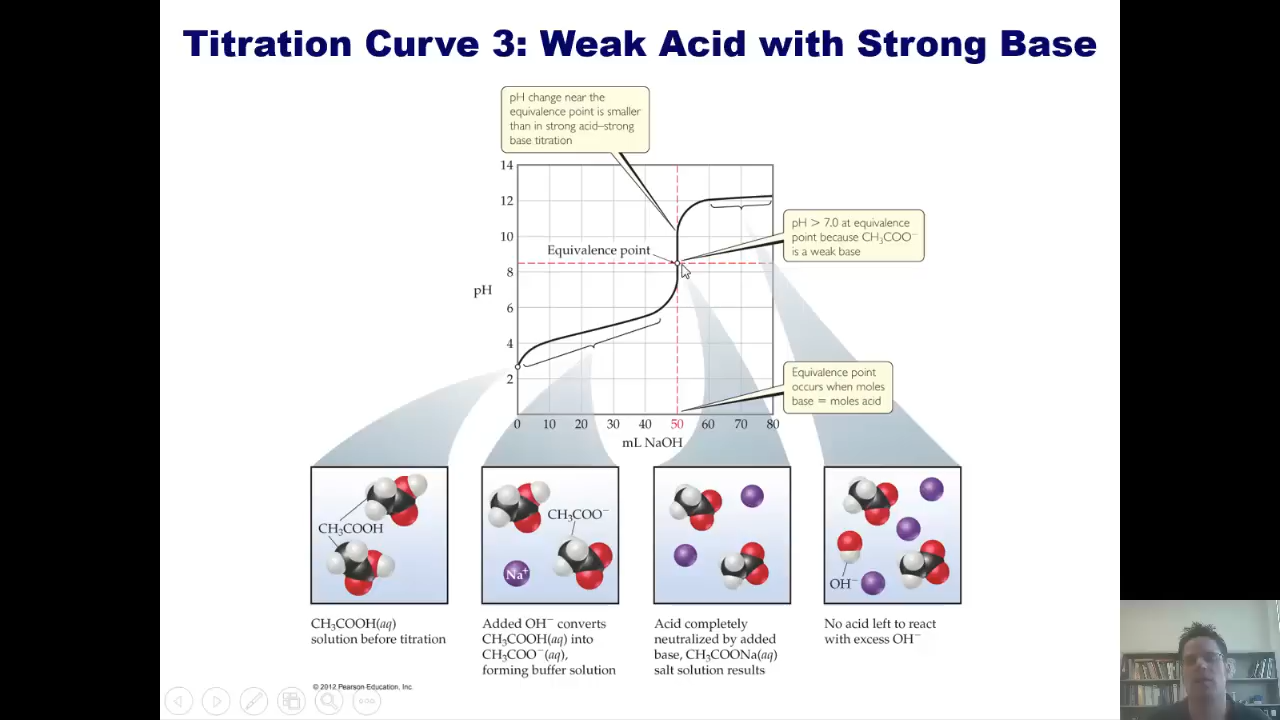 Titration Curve 3: Weak Acid with Strong Base
pH change near the
equivalence point is smaller
than in strong acid–strong
base titration
14
12
10
8
6
4
2
pH
Equivalence point
pH > 7.0 at equivalence
point because CH₃COO⁻
is a weak base
Equivalence point
occurs when moles
base = moles acid
0 10 20 30 40 50 60 70 80
mL NaOH
CH₃COOH
CH₃COO⁻
Na⁺
OH⁻
CH₃COOH(aq)
solution before titration
Added OH⁻ converts
CH₃COOH(aq) into
CH₃COO⁻(aq),
forming buffer solution
Acid completely
neutralized by added
base, CH₃COONa(aq)
salt solution results
No acid left to react
with excess OH⁻
© 2012 Pearson Education, Inc.